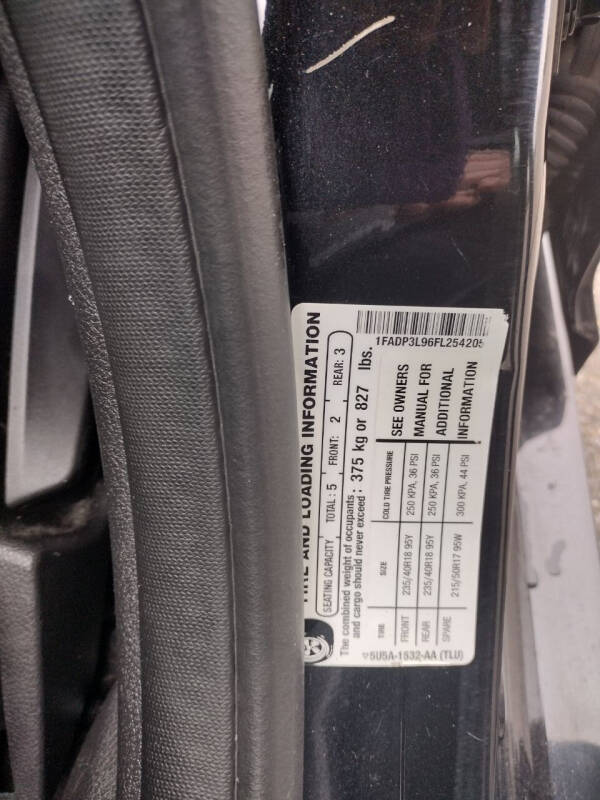 TIRE AND LOADING INFORMATION
SEATING CAPACITY TOTAL: 5 FRONT: 2 REAR: 3
The combined weight of occupants and cargo should never exceed: 375 kg or 827 lbs.
TIRE SIZE COLD TIRE PRESSURE
FRONT 235/40R18 95Y 250 KPA, 36 PSI
REAR 235/40R18 95Y 250 KPA, 36 PSI
SPARE 215/50R17 95W 300 KPA, 44 PSI
SEE OWNERS
MANUAL FOR
ADDITIONAL
INFORMATION
5U5A-1532-AA (TLU)
1FADP3L96FL254205